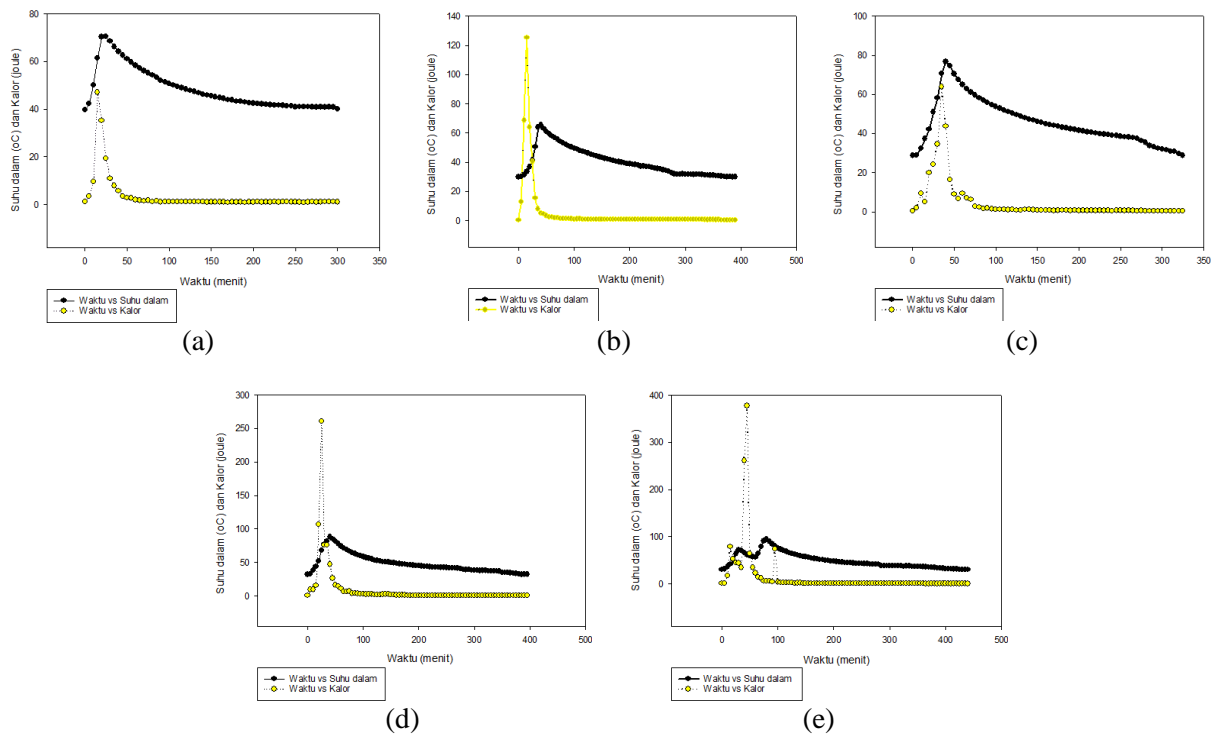 Suhu dalam (oC) dan Kalor (joule)
80
60
40
20
0
0 50 100 150 200 250 300 350
Waktu (menit)
Waktu vs Suhu dalam
Waktu vs Kalor
(a)
Suhu dalam (oC) dan Kalor (joule)
140
120
100
80
60
40
20
0
0 100 200 300 400 500
Waktu (menit)
Waktu vs Suhu dalam
Waktu vs Kalor
(b)
Suhu dalam (oC) dan Kalor (joule)
100
80
60
40
20
0
0 50 100 150 200 250 300 350
Waktu (menit)
Waktu vs Suhu dalam
Waktu vs Kalor
(c)
Suhu dalam (oC) dan Kalor (joule)
300
250
200
150
100
50
0
0 100 200 300 400 500
Waktu (menit)
Waktu vs Suhu dalam
Waktu vs Kalor
(d)
Suhu dalam (oC) dan Kalor (joule)
400
300
200
100
0
0 100 200 300 400 500
Waktu (menit)
Waktu vs Suhu dalam
Waktu vs Kalor
(e)